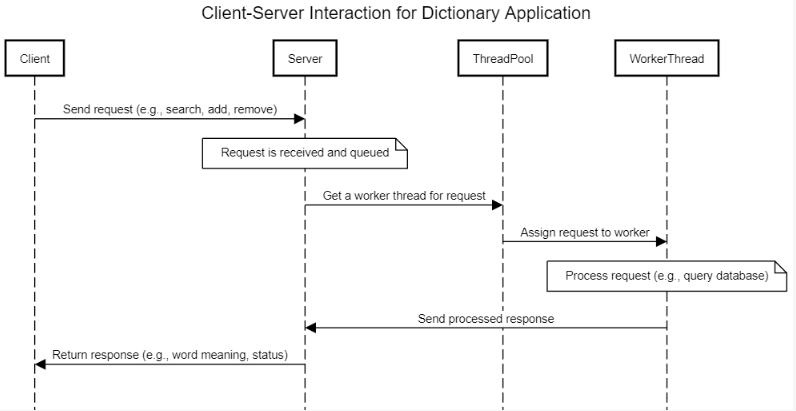 Client-Server Interaction for Dictionary Application
Client
Server
ThreadPool
WorkerThread
Send request (e.g., search, add, remove)
Request is received and queued
Get a worker thread for request
Assign request to worker
Process request (e.g., query database)
Send processed response
Return response (e.g., word meaning, status)